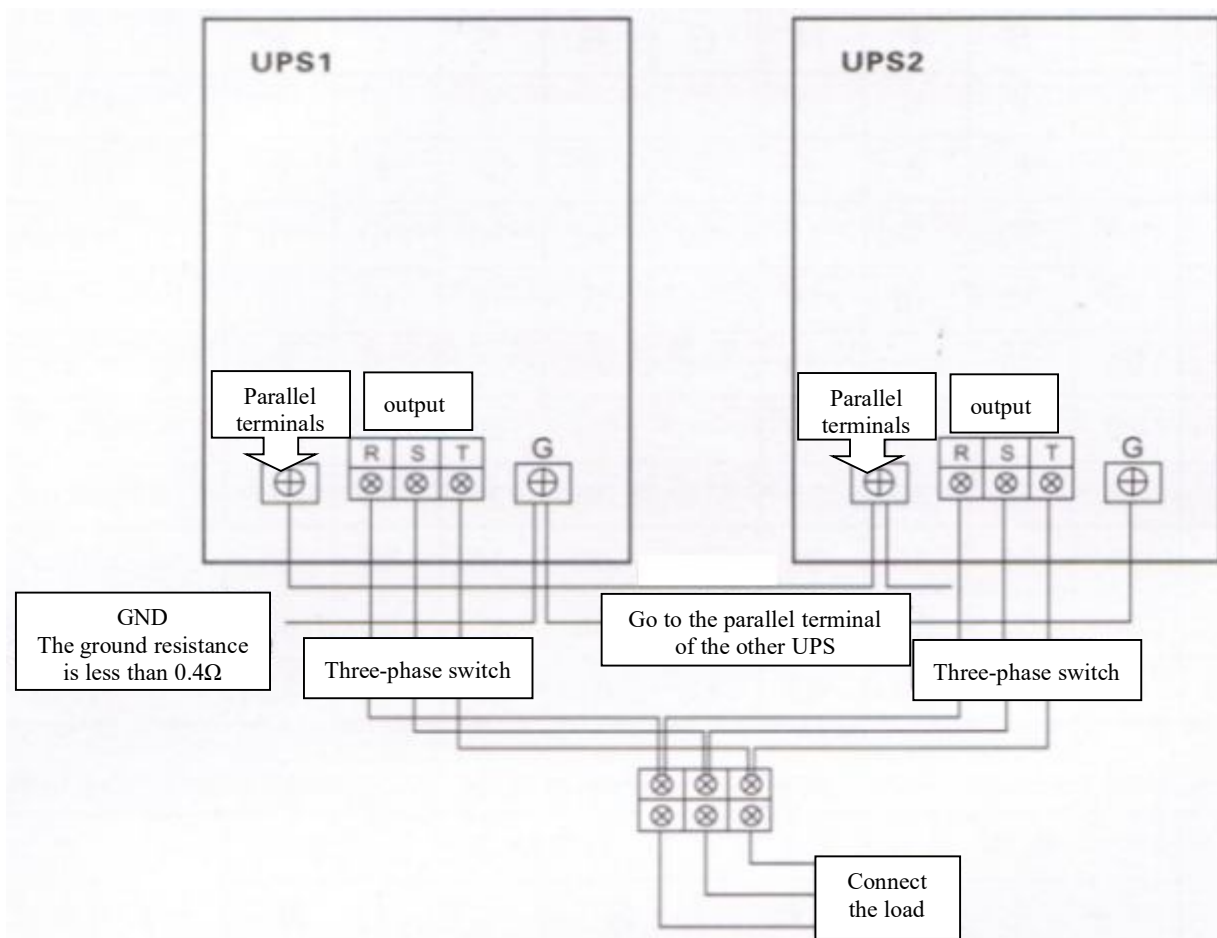 UPS1
UPS2
Parallel
terminals
output
Parallel
terminals
output
R S T
G
R S T
G
GND
The ground resistance
is less than 0.4Ω
Go to the parallel terminal
of the other UPS
Three-phase switch
Three-phase switch
Connect
the load